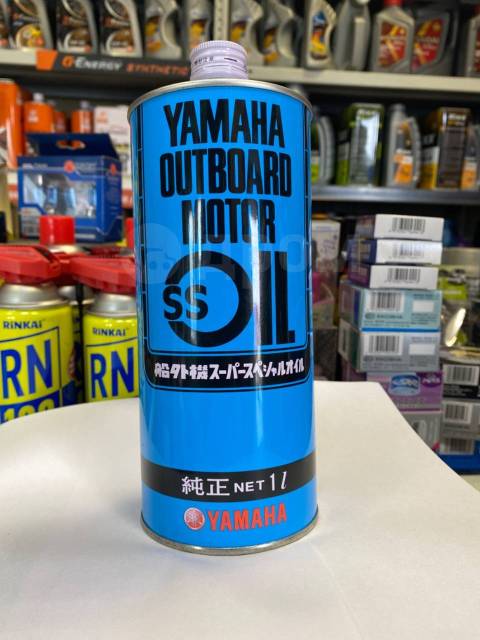 G-ENERGY SYNTHETIC
YAMAHA
OUTBOARD
MOTOR
SS OIL
船外機スーパースペシャルオイル
純正 NET 1ℓ
YAMAHA
RINKAI
RN
RINKAI
RN